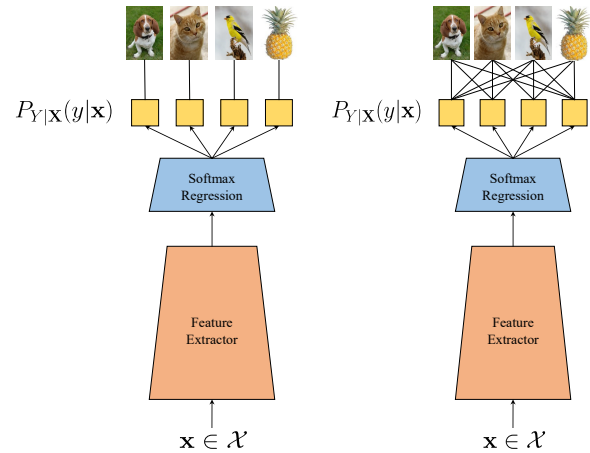 P_{Y|X}(y|x)
Softmax
Regression
Feature
Extractor
x ∈ 𝒳
P_{Y|X}(y|x)
Softmax
Regression
Feature
Extractor
x ∈ 𝒳